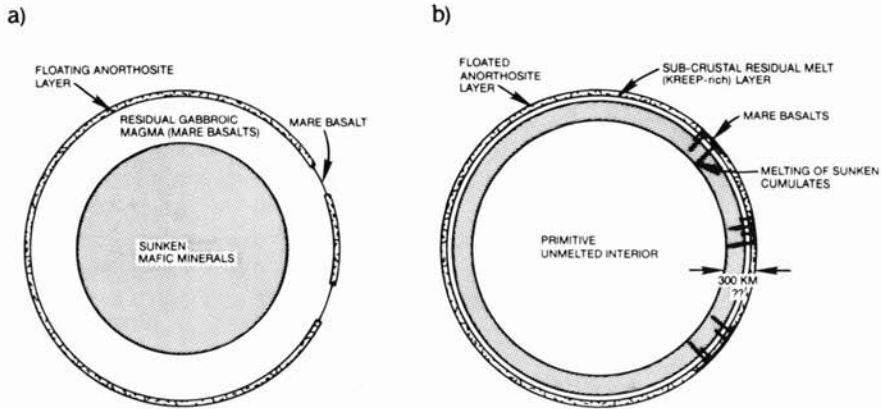 a)
FLOATING ANORTHOSITE
LAYER
RESIDUAL GABBROIC
MAGMA (MARE BASALTS)
MARE BASALT
SUNKEN
MAFIC MINERALS
b)
FLOATED
ANORTHOSITE
LAYER
SUB-CRUSTAL RESIDUAL MELT
(KREEP-rich) LAYER
MARE BASALTS
MELTING OF SUNKEN
CUMULATES
PRIMITIVE
UNMELTED INTERIOR
300 KM
??